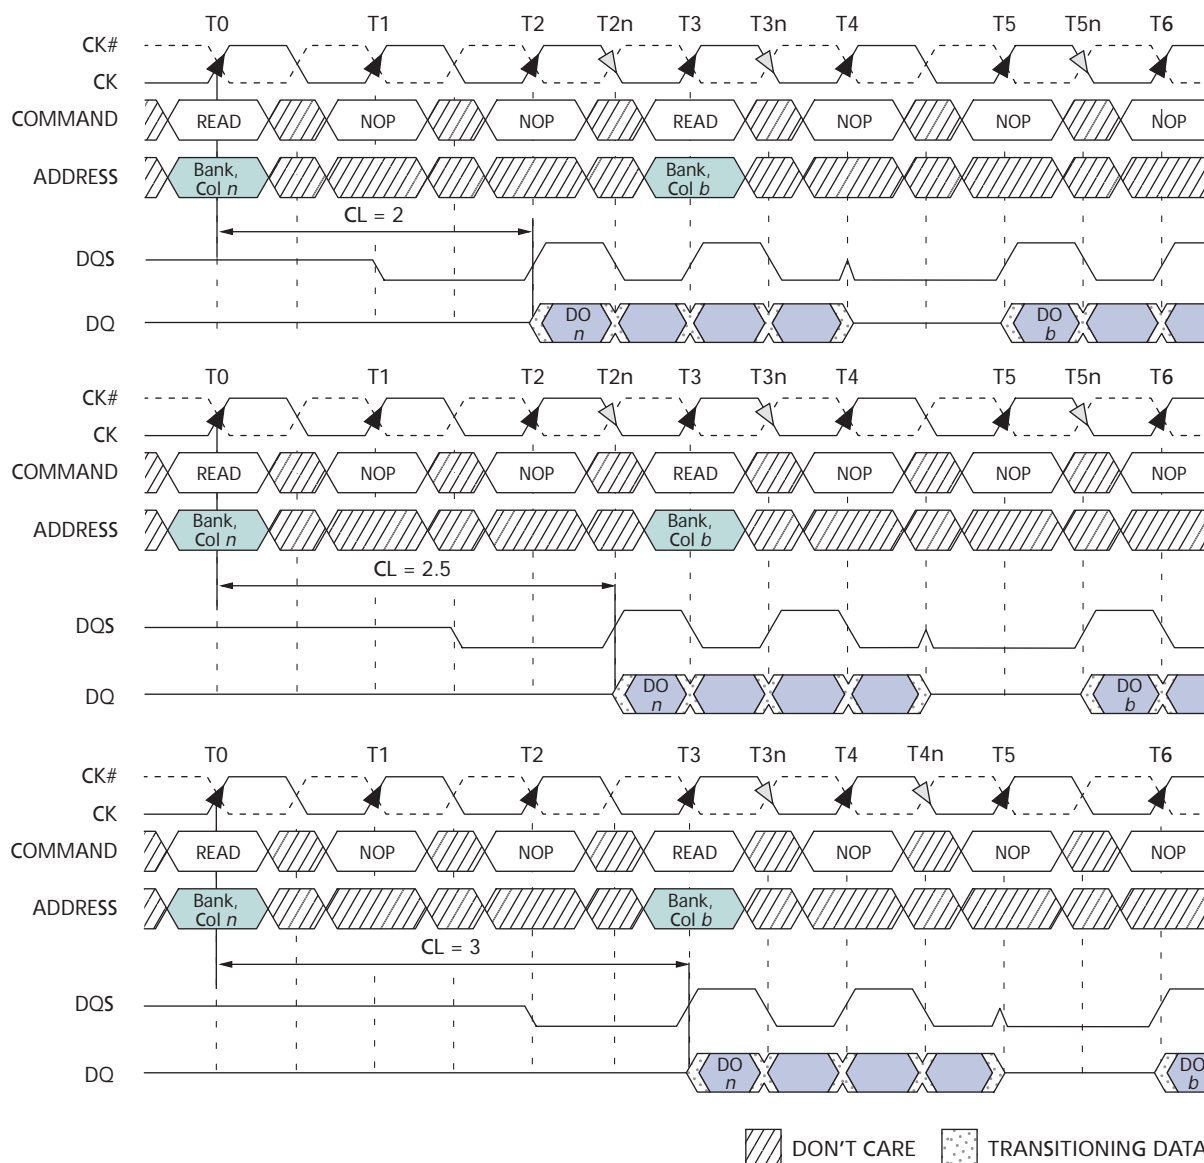 T0 T1 T2 T2n T3 T3n T4 T5 T5n T6
CK#
CK
COMMAND READ NOP NOP READ NOP NOP NOP
ADDRESS Bank, Col n Bank, Col b
CL = 2
DQS
DQ DO n DO b
T0 T1 T2 T2n T3 T3n T4 T5 T5n T6
CK#
CK
COMMAND READ NOP NOP READ NOP NOP NOP
ADDRESS Bank, Col n Bank, Col b
CL = 2.5
DQS
DQ DO n DO b
T0 T1 T2 T3 T3n T4 T4n T5 T6
CK#
CK
COMMAND READ NOP NOP READ NOP NOP NOP
ADDRESS Bank, Col n Bank, Col b
CL = 3
DQS
DQ DO n DO b
DON'T CARE TRANSITIONING DATA